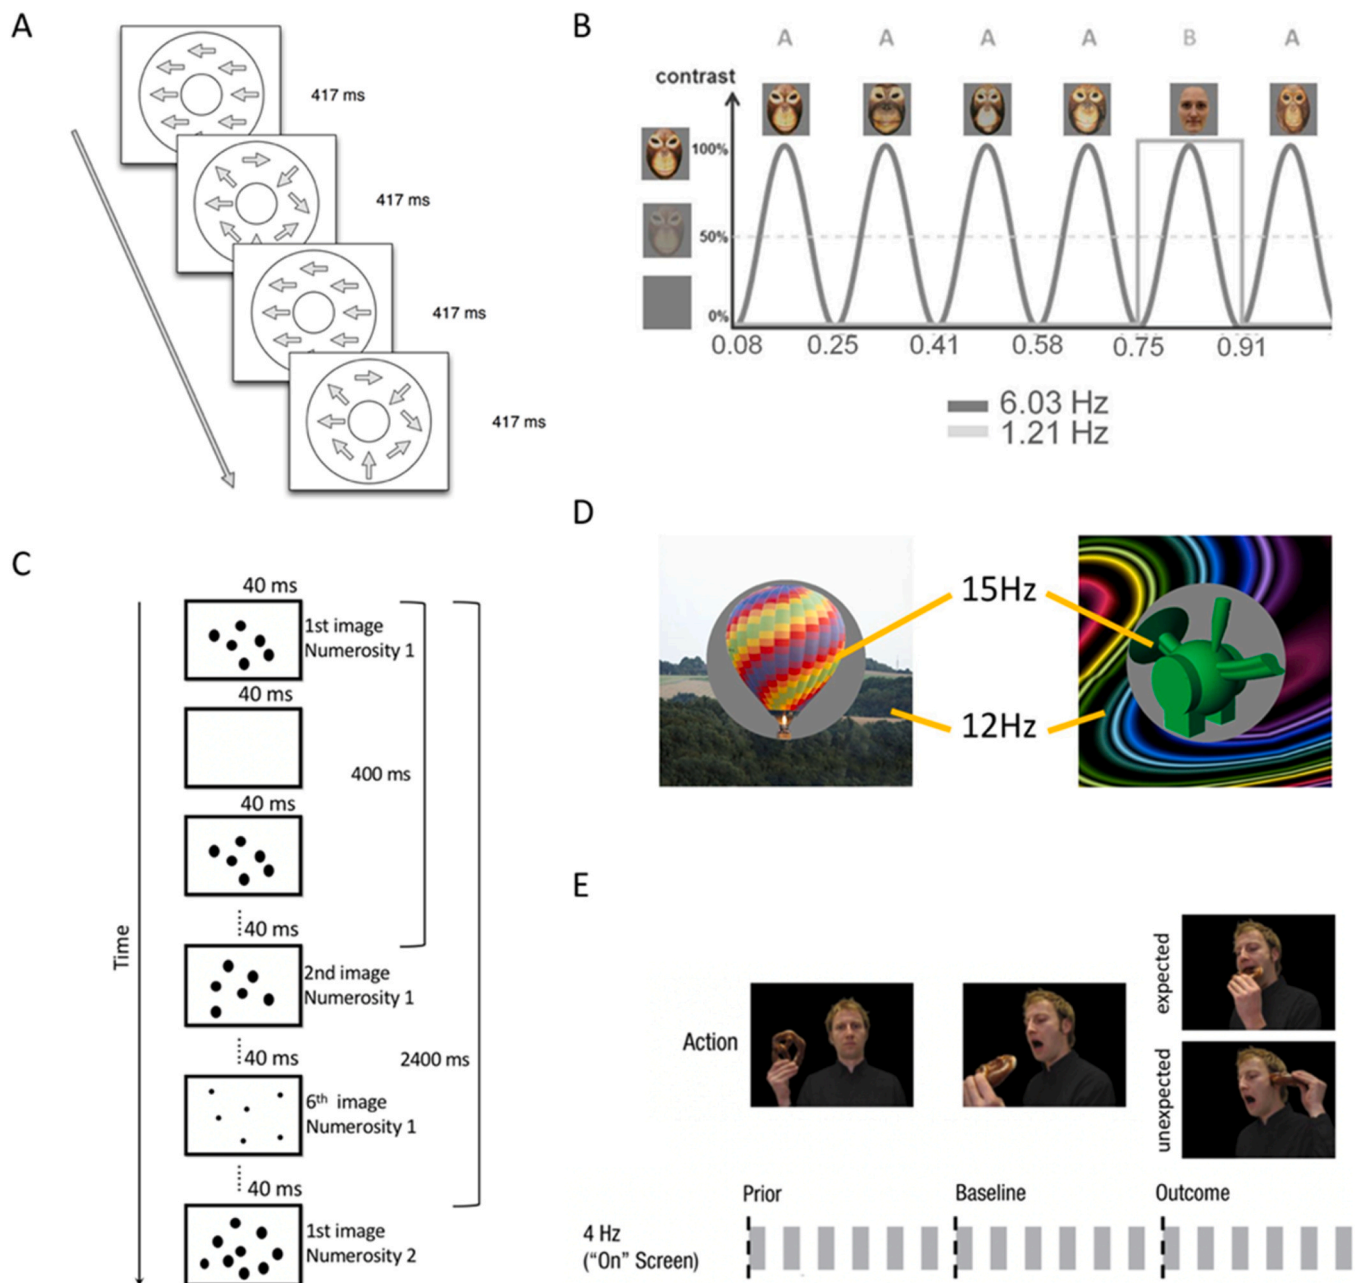 A
417 ms
417 ms
417 ms
417 ms
B
A A A A B A
contrast
100%
50%
0%
0.08 0.25 0.41 0.58 0.75 0.91
6.03 Hz
1.21 Hz
C
40 ms
1st image
Numerosity 1
40 ms
400 ms
40 ms
40 ms
2nd image
Numerosity 1
Time
40 ms
2400 ms
6th image
Numerosity 1
40 ms
1st image
Numerosity 2
D
15Hz
12Hz
E
Action
expected
unexpected
Prior Baseline Outcome
4 Hz
("On" Screen)